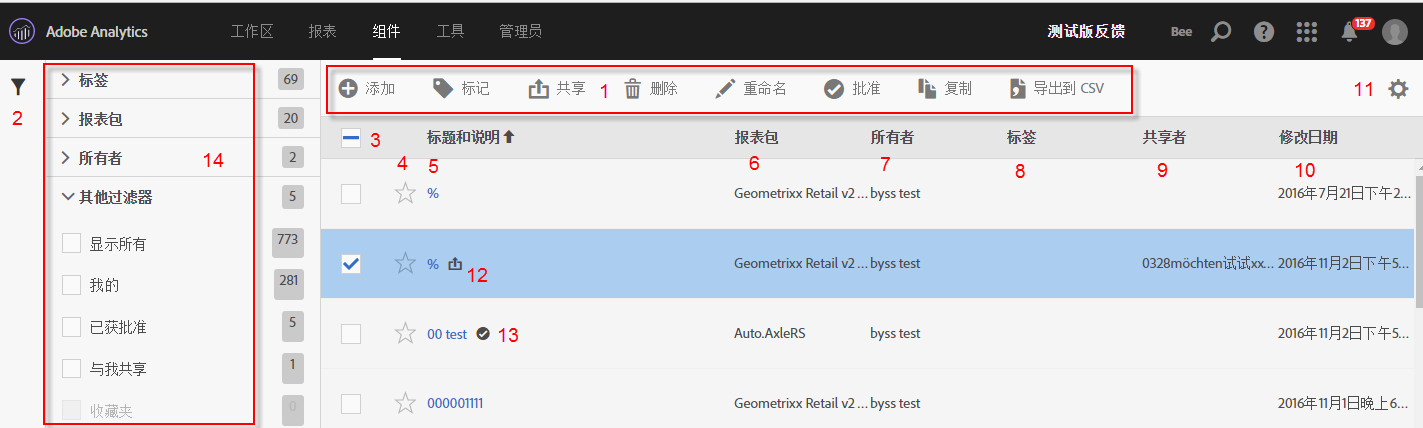 Adobe Analytics 工作区 报表 组件 工具 管理员 测试版反馈 Bee 137
标签 69 添加 标记 共享 1 删除 重命名 批准 复制 导出到 CSV 11
2 报表包 20
3 标题和说明 报表包 所有者 标签 共享者 修改日期
所有者 14 2 4 5 6 7 8 9 10
其他过滤器 5 % Geometrixx Retail v2 ... byss test 2016年7月21日下午2...
显示所有 773
% 12 Geometrixx Retail v2 ... byss test 0328möchten试试xx... 2016年11月2日下午5...
我的 281
已获批准 5 00 test 13 Auto.AxleRS byss test 2016年11月2日下午5...
与我共享 1
收藏夹 0 000001111 Geometrixx Retail v2 ... byss test 2016年11月1日晚上6...